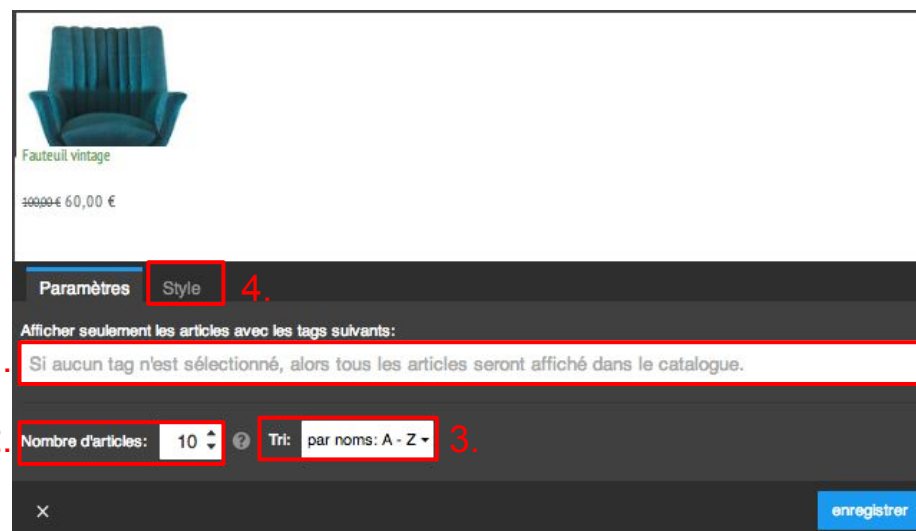 Fauteuil vintage
100,00 € 60,00 €
Paramètres Style 4.
Afficher seulement les articles avec les tags suivants:
Si aucun tag n'est sélectionné, alors tous les articles seront affiché dans le catalogue.
Nombre d'articles: 10 ? Tri: par noms: A - Z 3.
× enregistrer